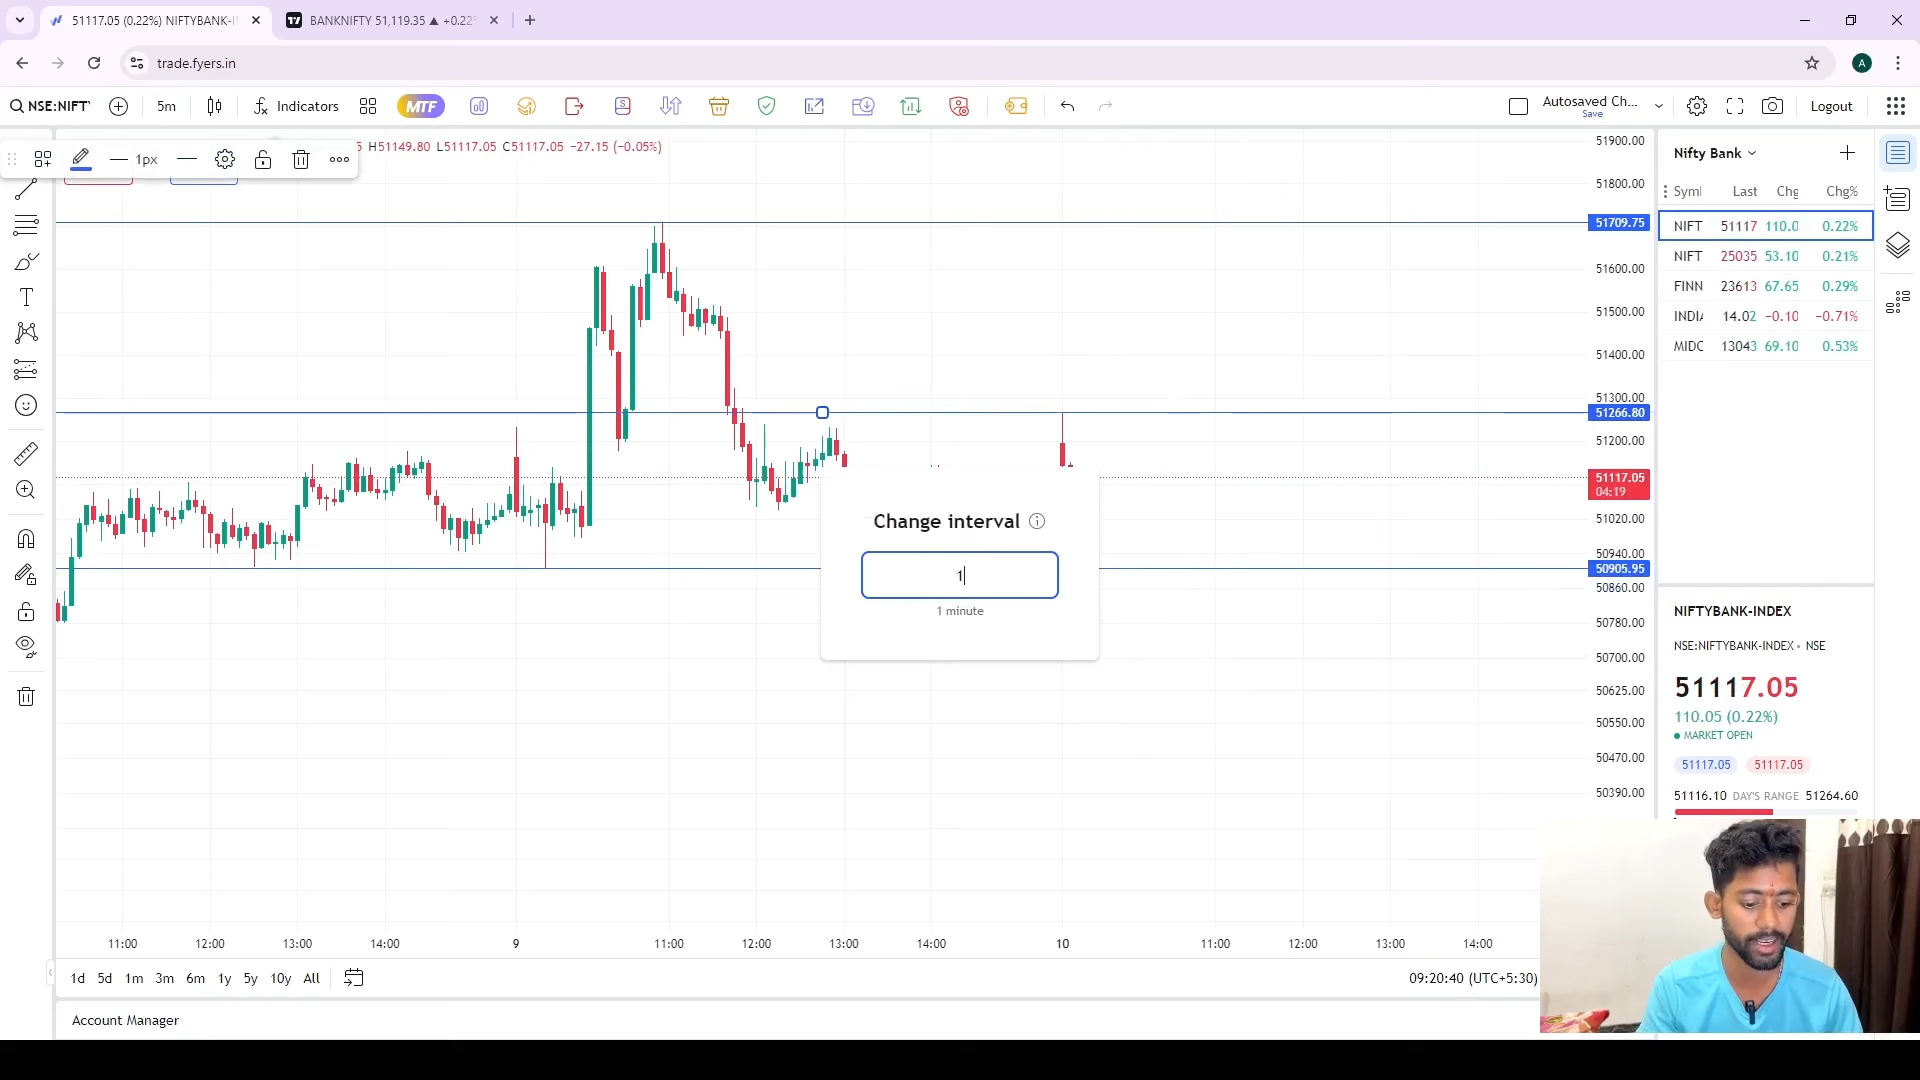 51117.05 (0.22%) NIFTYBANK-I
BANKNIFTY 51,119.35 ▲ +0.22
trade.fyers.in
A
NSE:NIFTY
5m
Indicators
MTF
Autosaved Ch...
Save
Logout
1px
H51149.80 L51117.05 C51117.05 −27.15 (−0.05%)
51900.00
51800.00
51709.75
51600.00
51500.00
51400.00
51300.00
51266.80
51200.00
51117.05
04:19
51020.00
50940.00
50905.95
50860.00
50780.00
50700.00
50625.00
50550.00
50470.00
50390.00
Change interval
1
1 minute
11:00 12:00 13:00 14:00 9 11:00 12:00 13:00 14:00 10 11:00 12:00 13:00 14:00
1d 5d 1m 3m 6m 1y 5y 10y All
09:20:40 (UTC+5:30)
Account Manager
Nifty Bank
Symb Last Chg Chg%
NIFT 51117 110.0 0.22%
NIFT 25035 53.10 0.21%
FINN 23613 67.65 0.29%
INDIA 14.02 −0.10 −0.71%
MIDC 13043 69.10 0.53%
NIFTYBANK-INDEX
NSE:NIFTYBANK-INDEX • NSE
51117.05
110.05 (0.22%)
MARKET OPEN
51117.05 51117.05
51116.10 DAY'S RANGE 51264.60